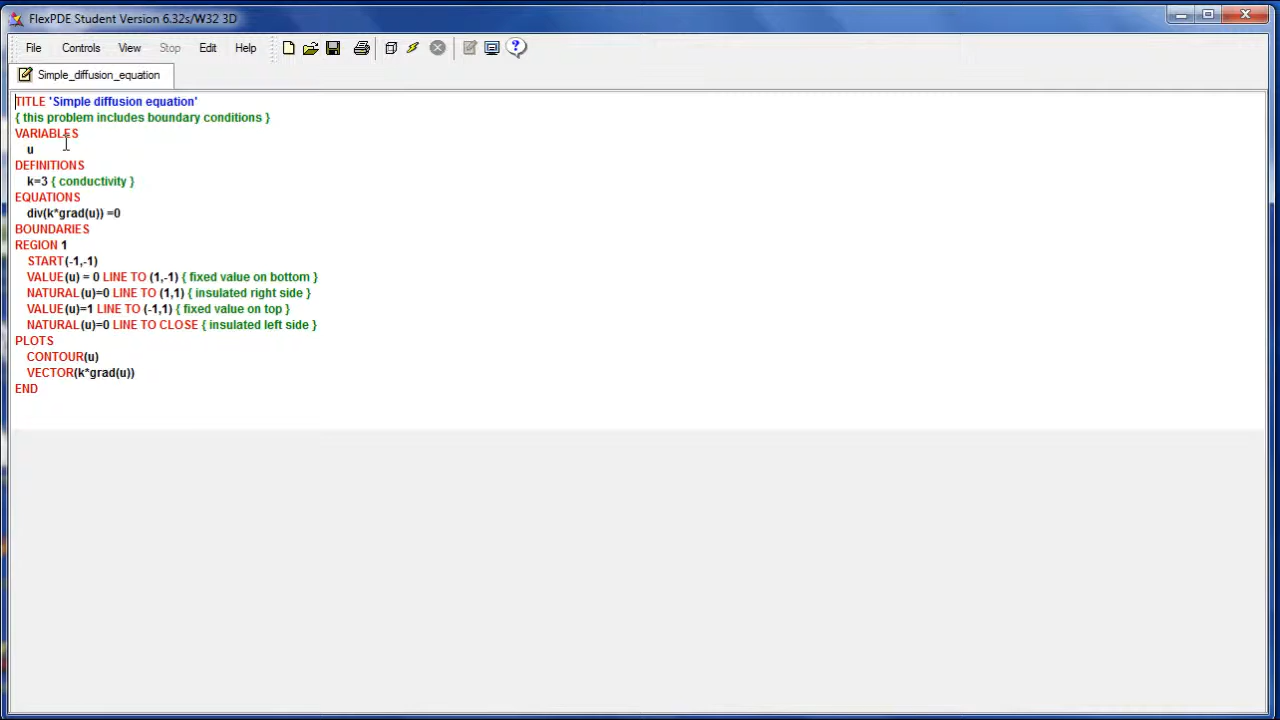 FlexPDE Student Version 6.32s/W32 3D
File Controls View Stop Edit Help
Simple_diffusion_equation
TITLE 'Simple diffusion equation'
{ this problem includes boundary conditions }
VARIABLES
u
DEFINITIONS
k=3 { conductivity }
EQUATIONS
div(k*grad(u)) =0
BOUNDARIES
REGION 1
START(-1,-1)
VALUE(u) = 0 LINE TO (1,-1) { fixed value on bottom }
NATURAL(u)=0 LINE TO (1,1) { insulated right side }
VALUE(u)=1 LINE TO (-1,1) { fixed value on top }
NATURAL(u)=0 LINE TO CLOSE { insulated left side }
PLOTS
CONTOUR(u)
VECTOR(k*grad(u))
END